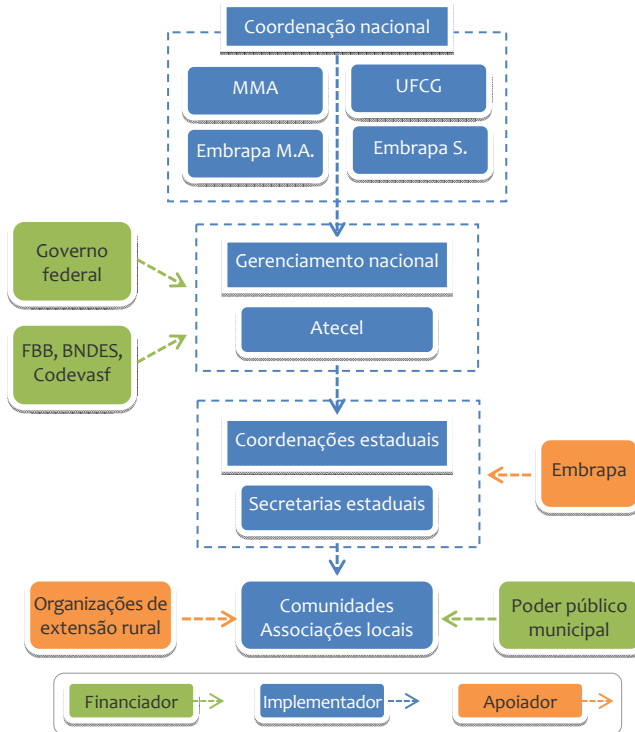 Coordenação nacional
MMA
UFCG
Embrapa M.A.
Embrapa S.
Governo
federal
Gerenciamento nacional
Atecel
FBB, BNDES,
Codevasf
Coordenações estaduais
Embrapa
Secretarias estaduais
Organizações de
extensão rural
Comunidades
Associações locais
Poder público
municipal
Financiador
Implementador
Apoiador